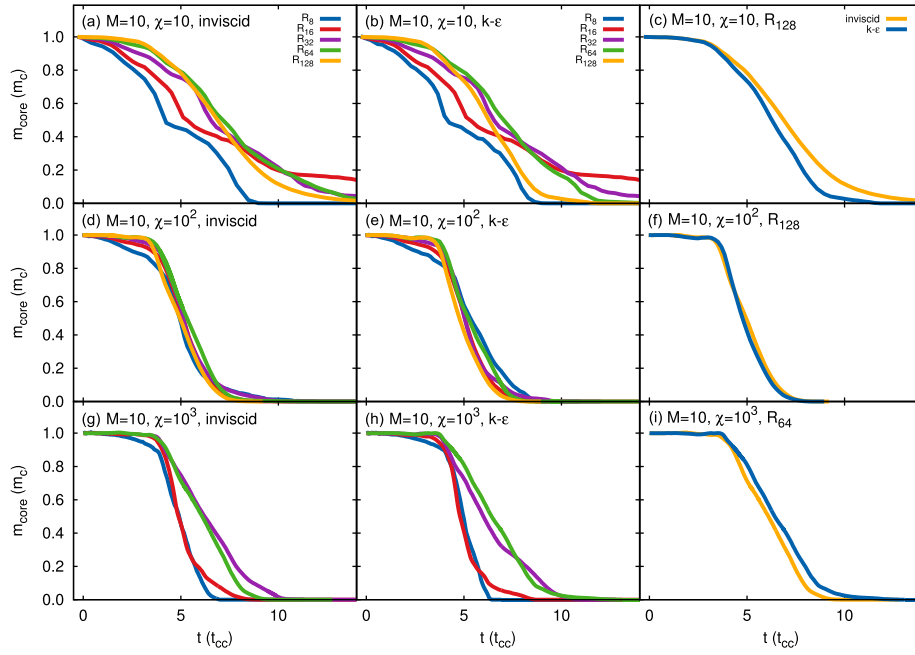 (a) M=10, χ=10, inviscid
R8
R16
R32
R64
R128
(b) M=10, χ=10, k-ε
R8
R16
R32
R64
R128
(c) M=10, χ=10, R128
inviscid
k-ε
1.0
0.8
0.6
0.4
0.2
0.0
mcore (mc)
(d) M=10, χ=10², inviscid
(e) M=10, χ=10², k-ε
(f) M=10, χ=10², R128
1.0
0.8
0.6
0.4
0.2
0.0
mcore (mc)
(g) M=10, χ=10³, inviscid
(h) M=10, χ=10³, k-ε
(i) M=10, χ=10³, R64
1.0
0.8
0.6
0.4
0.2
0.0
mcore (mc)
0 5 10
0 5 10
0 5 10
t (tcc)
t (tcc)
t (tcc)